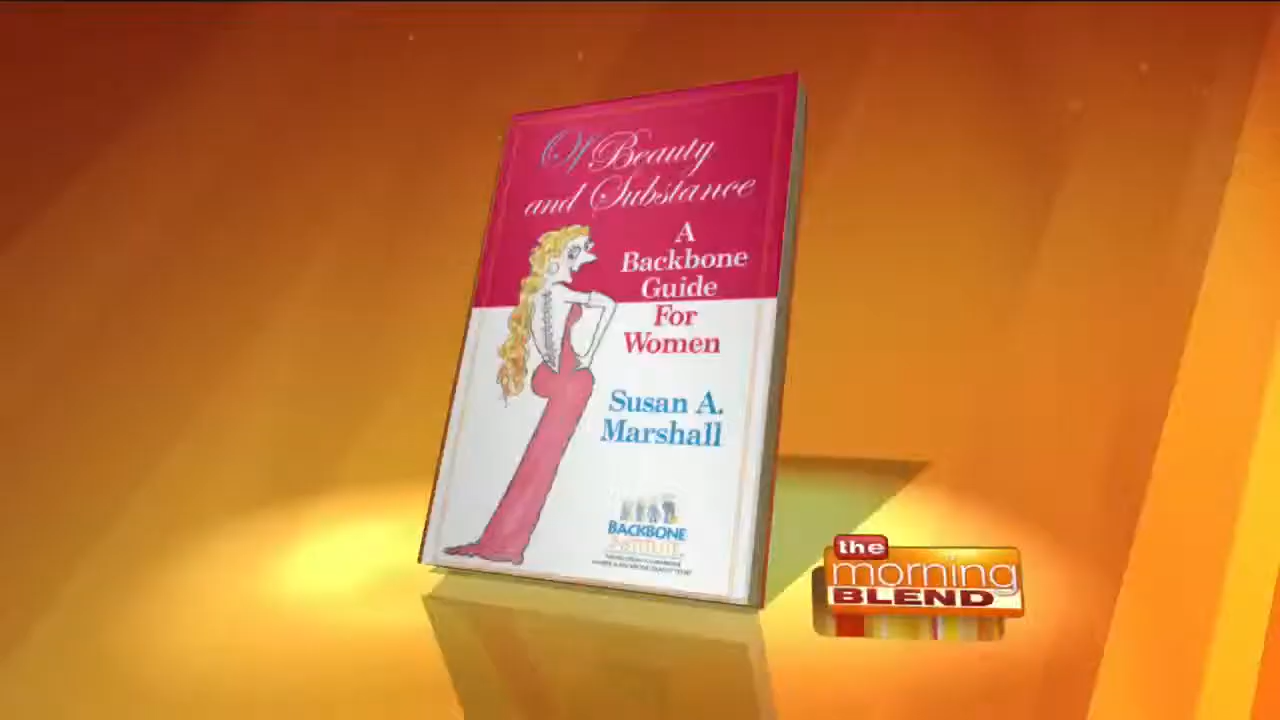 Of Beauty
and Substance
A
Backbone
Guide
For
Women
Susan A.
Marshall
BACKBONE
the
morning
BLEND